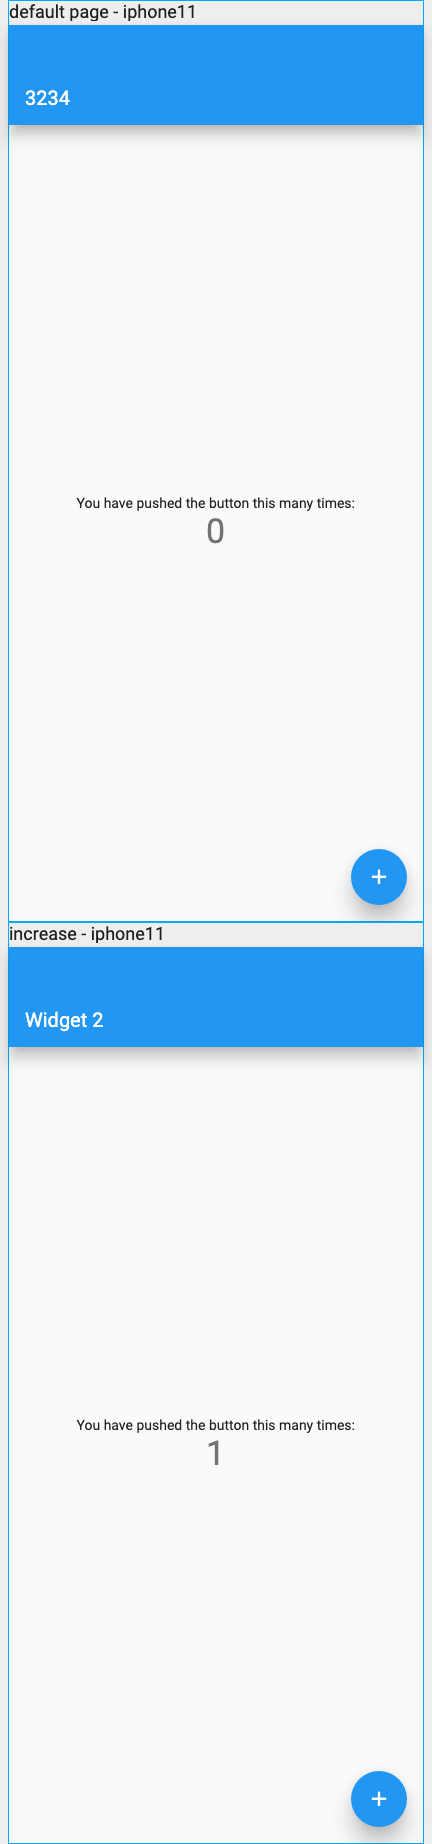 default page - iphone11
3234
You have pushed the button this many times:
0
+
increase - iphone11
Widget 2
You have pushed the button this many times:
1
+